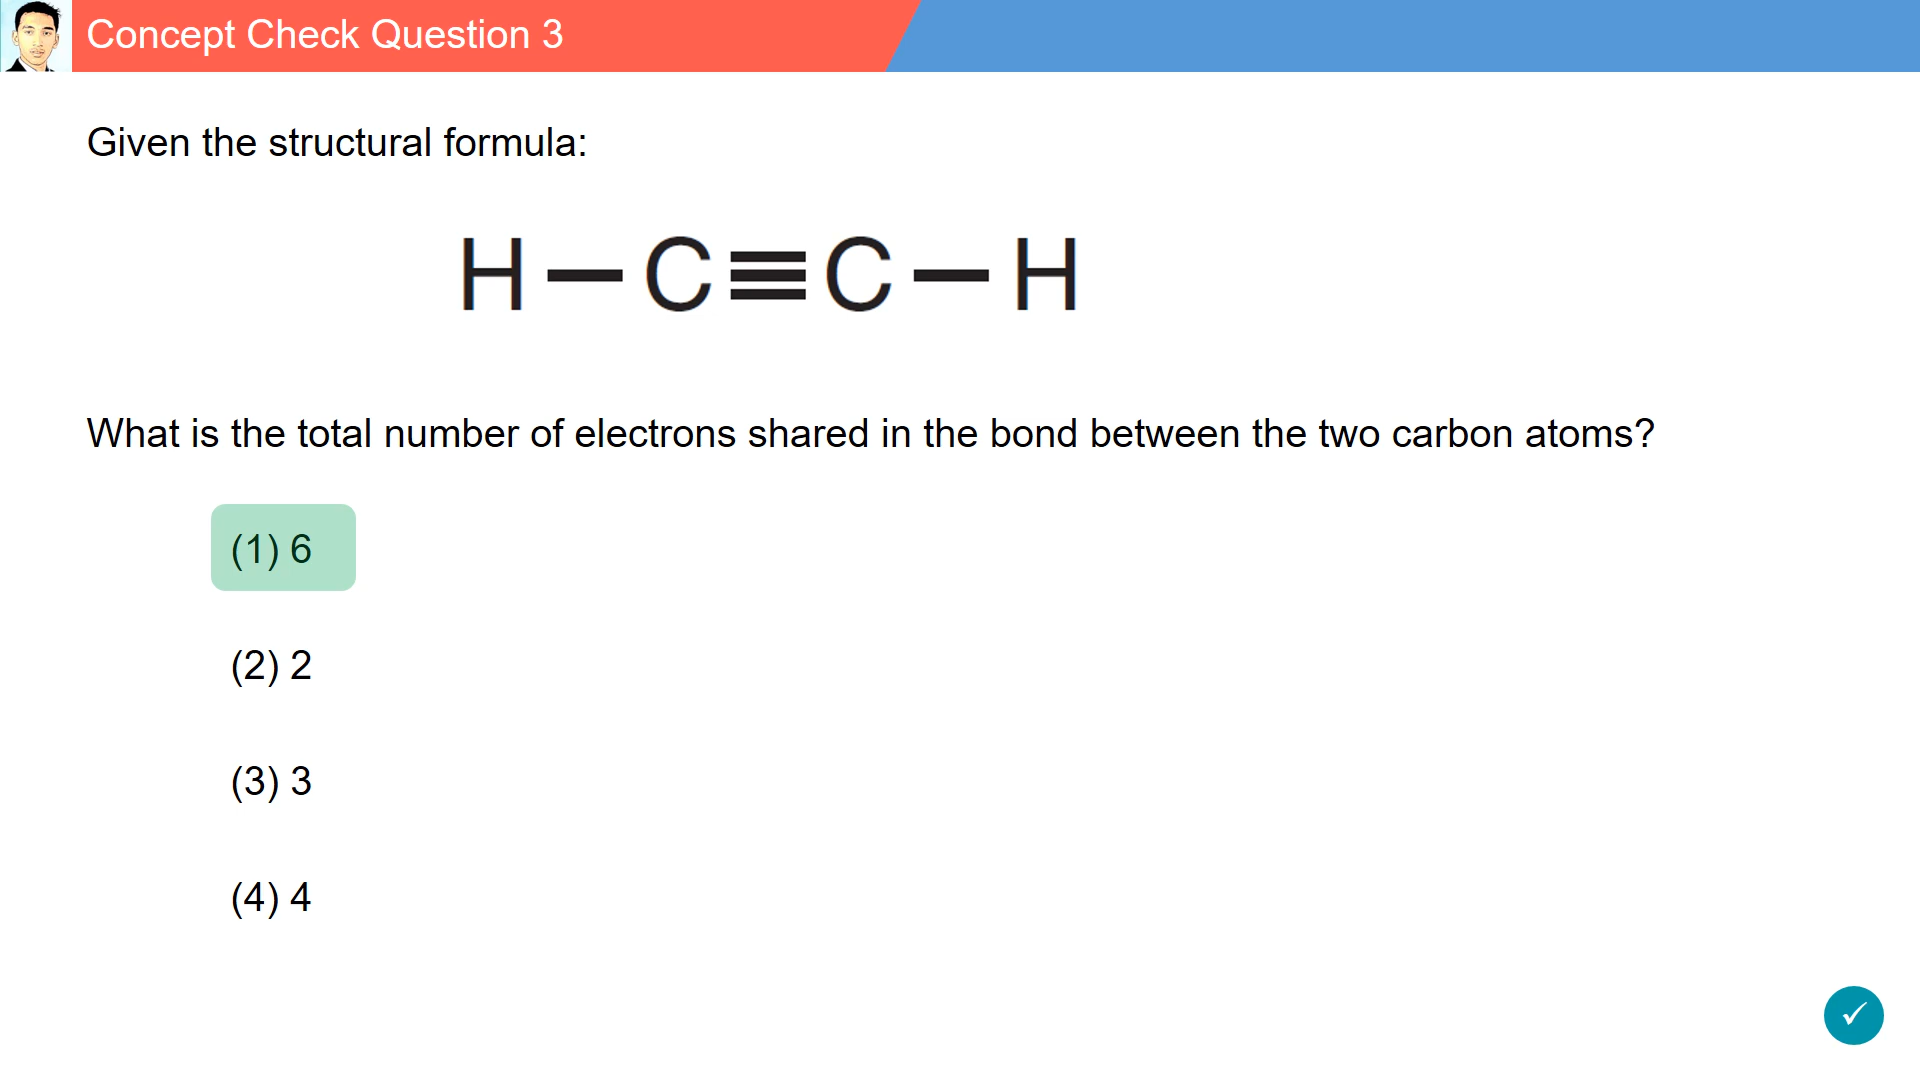 Concept Check Question 3
Given the structural formula:
H — C ≡ C — H
What is the total number of electrons shared in the bond between the two carbon atoms?
(1) 6
(2) 2
(3) 3
(4) 4